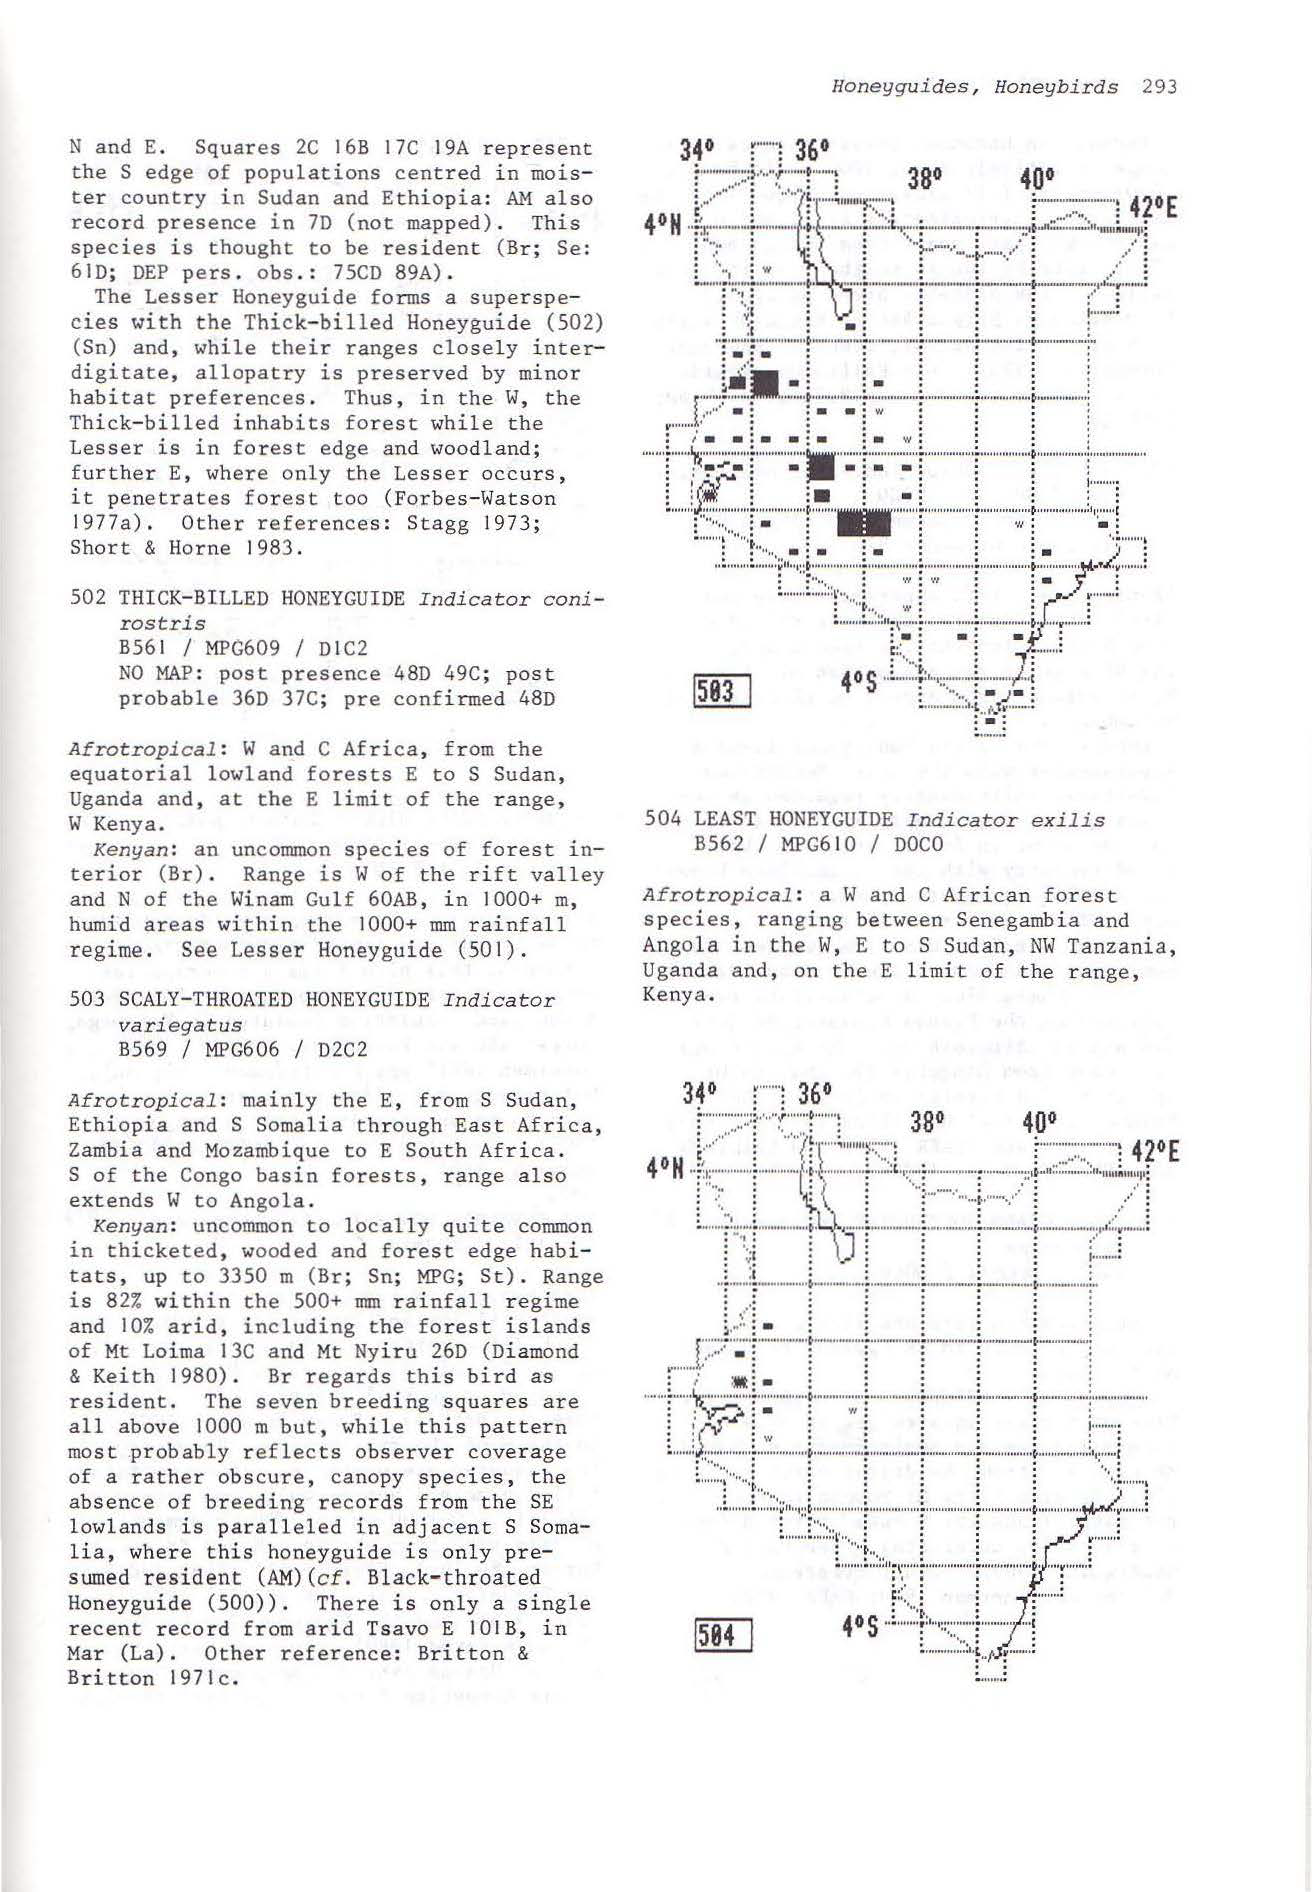 Honeyguides, Honeybirds 293
N and E. Squares 2C 16B 17C 19A represent
the S edge of populations centred in mois-
ter country in Sudan and Ethiopia: AM also
record presence in 7D (not mapped). This
species is thought to be resident (Br; Se:
61D; DEP pers. obs.: 75CD 89A).
The Lesser Honeyguide forms a superspe-
cies with the Thick-billed Honeyguide (502)
(Sn) and, while their ranges closely inter-
digitate, allopatry is preserved by minor
habitat preferences. Thus, in the W, the
Thick-billed inhabits forest while the
Lesser is in forest edge and woodland;
further E, where only the Lesser occurs,
it penetrates forest too (Forbes-Watson
1977a). Other references: Stagg 1973;
Short & Horne 1983.
502 THICK-BILLED HONEYGUIDE Indicator coni-
rostris
B561 / MPG609 / D1C2
NO MAP: post presence 48D 49C; post
probable 36D 37C; pre confirmed 48D
Afrotropical: W and C Africa, from the
equatorial lowland forests E to S Sudan,
Uganda and, at the E limit of the range,
W Kenya.
Kenyan: an uncommon species of forest in-
terior (Br). Range is W of the rift valley
and N of the Winam Gulf 60AB, in 1000+ m,
humid areas within the 1000+ mm rainfall
regime. See Lesser Honeyguide (501).
503 SCALY-THROATED HONEYGUIDE Indicator
variegatus
B569 / MPG606 / D2C2
Afrotropical: mainly the E, from S Sudan,
Ethiopia and S Somalia through East Africa,
Zambia and Mozambique to E South Africa.
S of the Congo basin forests, range also
extends W to Angola.
Kenyan: uncommon to locally quite common
in thicketed, wooded and forest edge habi-
tats, up to 3350 m (Br; Sn; MPG; St). Range
is 82% within the 500+ mm rainfall regime
and 10% arid, including the forest islands
of Mt Loima 13C and Mt Nyiru 26D (Diamond
& Keith 1980). Br regards this bird as
resident. The seven breeding squares are
all above 1000 m but, while this pattern
most probably reflects observer coverage
of a rather obscure, canopy species, the
absence of breeding records from the SE
lowlands is paralleled in adjacent S Soma-
lia, where this honeyguide is only pre-
sumed resident (AM)(cf. Black-throated
Honeyguide (500)). There is only a single
recent record from arid Tsavo E 101B, in
Mar (La). Other reference: Britton &
Britton 1971c.
34° 36°
38° 40°
42°E
4°N
4°S
503
504 LEAST HONEYGUIDE Indicator exilis
B562 / MPG610 / D0C0
Afrotropical: a W and C African forest
species, ranging between Senegambia and
Angola in the W, E to S Sudan, NW Tanzania,
Uganda and, on the E limit of the range,
Kenya.
34° 36°
38° 40°
42°E
4°N
4°S
504